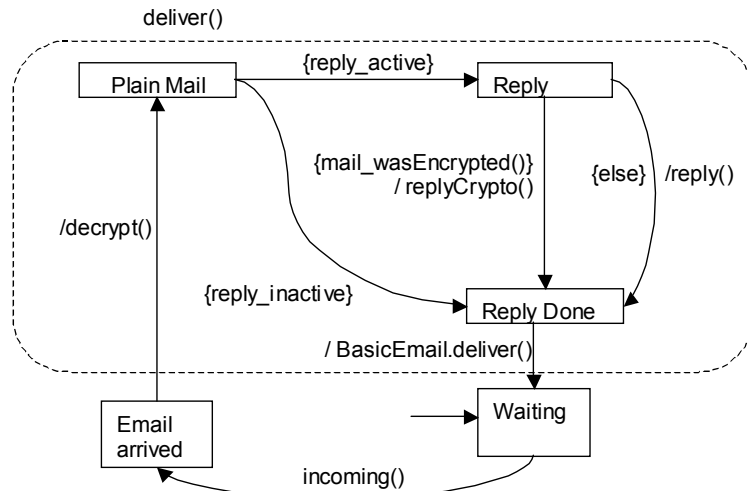 deliver()
{reply_active}
Plain Mail
Reply
{mail_wasEncrypted()}
/ replyCrypto()
{else}
/reply()
/decrypt()
{reply_inactive}
Reply Done
/ BasicEmail.deliver()
Email
arrived
Waiting
incoming()